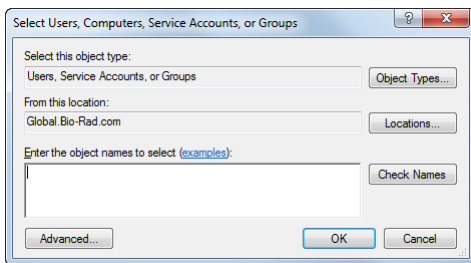 Select Users, Computers, Service Accounts, or Groups
Select this object type:
Users, Service Accounts, or Groups
Object Types...
From this location:
Global.Bio-Rad.com
Locations...
Enter the object names to select (examples):
Check Names
Advanced...
OK
Cancel